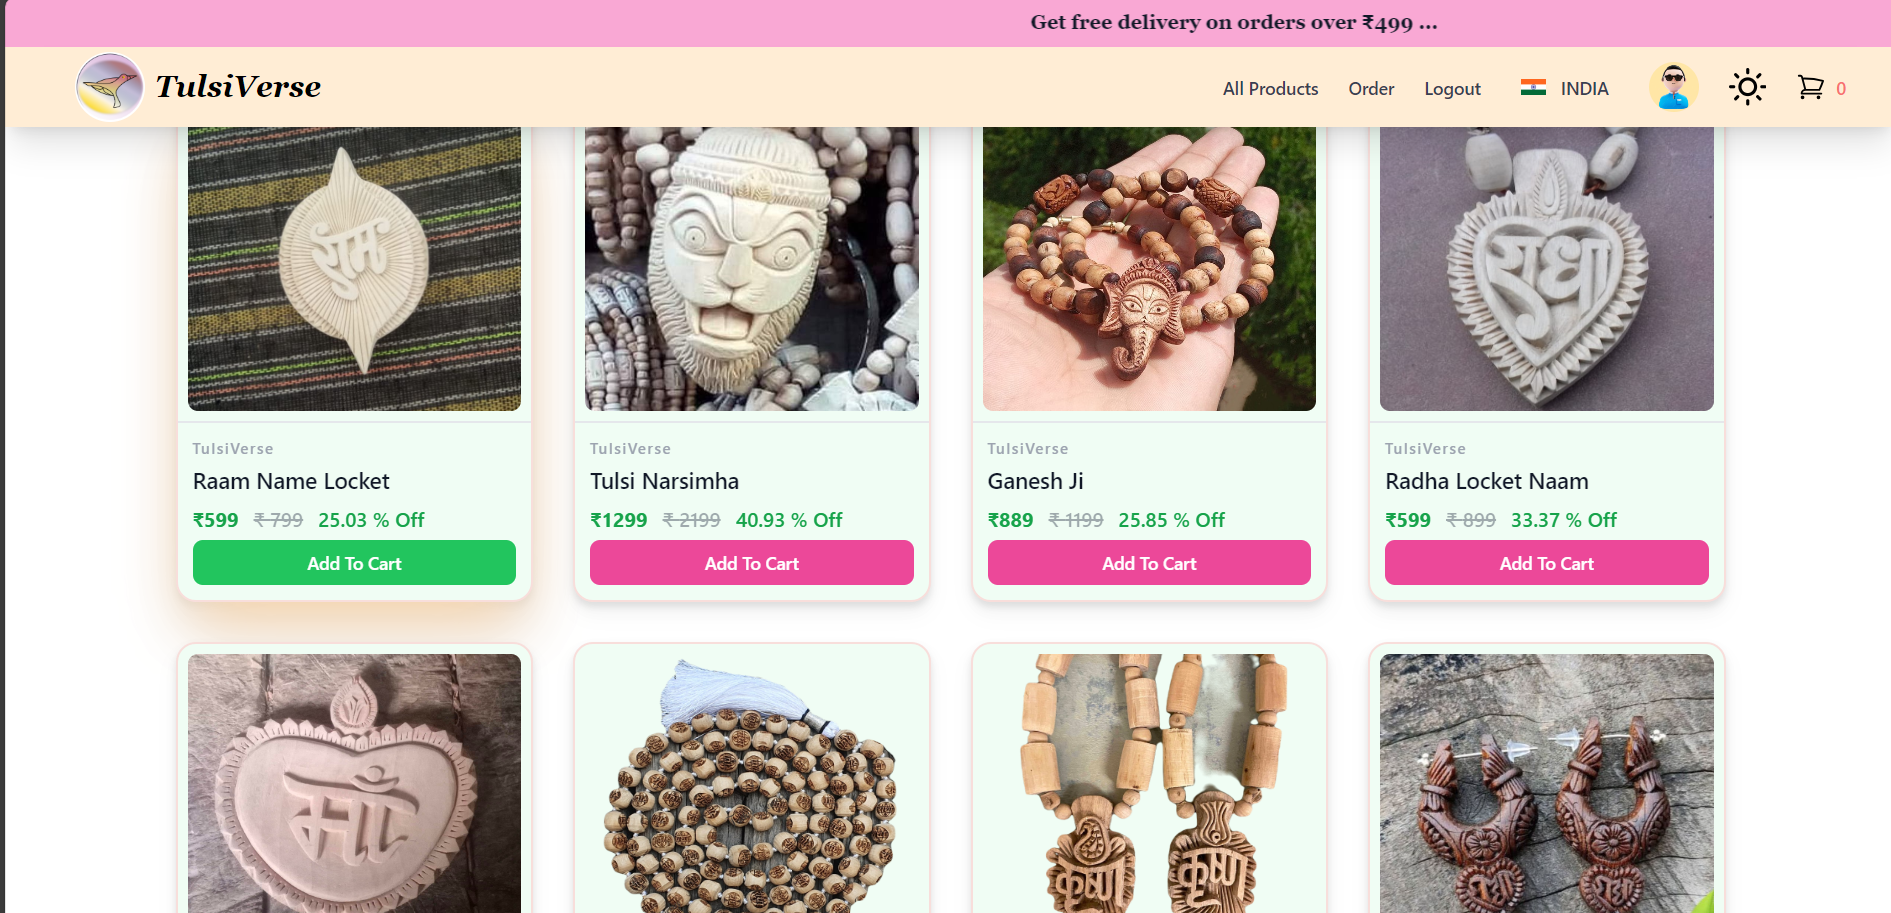 Get free delivery on orders over ₹499 ...
TulsiVerse
All Products
Order
Logout
INDIA
0
राम
राधा
TulsiVerse
Raam Name Locket
₹599 ₹ 799 25.03 % Off
Add To Cart
TulsiVerse
Tulsi Narsimha
₹1299 ₹ 2199 40.93 % Off
Add To Cart
TulsiVerse
Ganesh Ji
₹889 ₹ 1199 25.85 % Off
Add To Cart
TulsiVerse
Radha Locket Naam
₹599 ₹ 899 33.37 % Off
Add To Cart
माँ
कृष्ण
कृष्ण